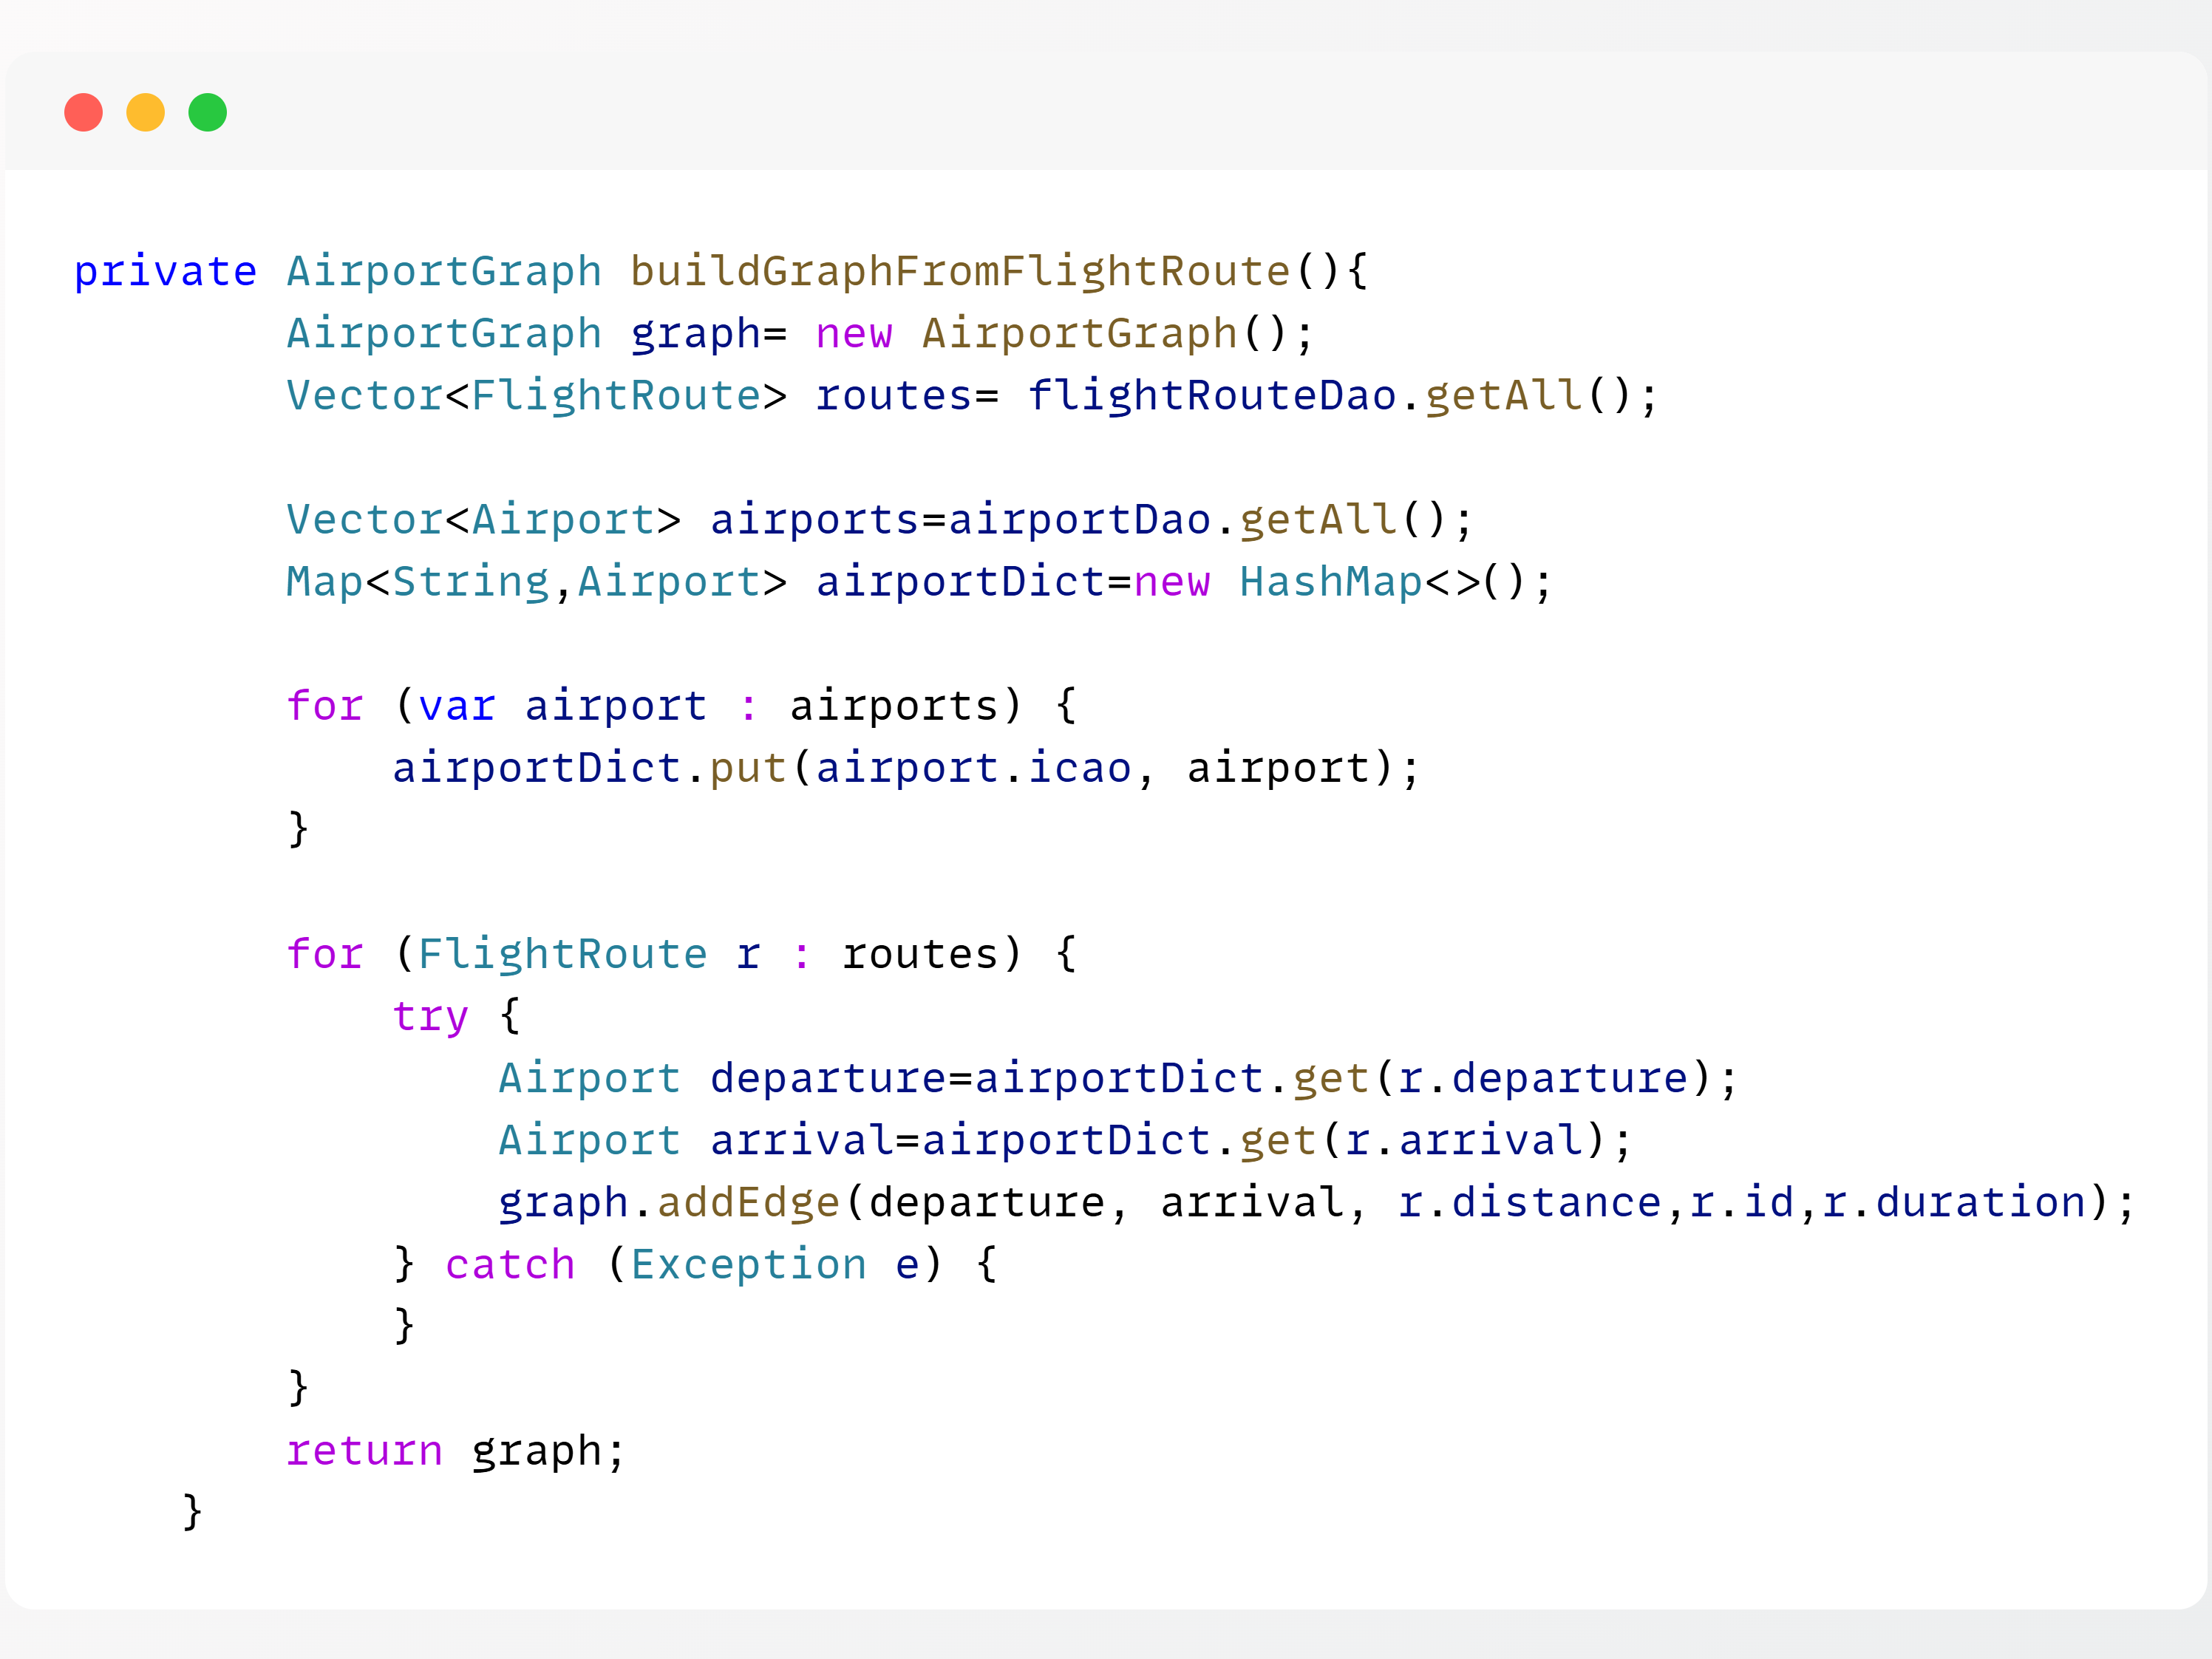 private AirportGraph buildGraphFromFlightRoute(){
        AirportGraph graph= new AirportGraph();
        Vector<FlightRoute> routes= flightRouteDao.getAll();

        Vector<Airport> airports=airportDao.getAll();
        Map<String,Airport> airportDict=new HashMap<>();

        for (var airport : airports) {
            airportDict.put(airport.icao, airport);
        }

        for (FlightRoute r : routes) {
            try {
                Airport departure=airportDict.get(r.departure);
                Airport arrival=airportDict.get(r.arrival);
                graph.addEdge(departure, arrival, r.distance,r.id,r.duration);
            } catch (Exception e) {
            }
        }
        return graph;
    }